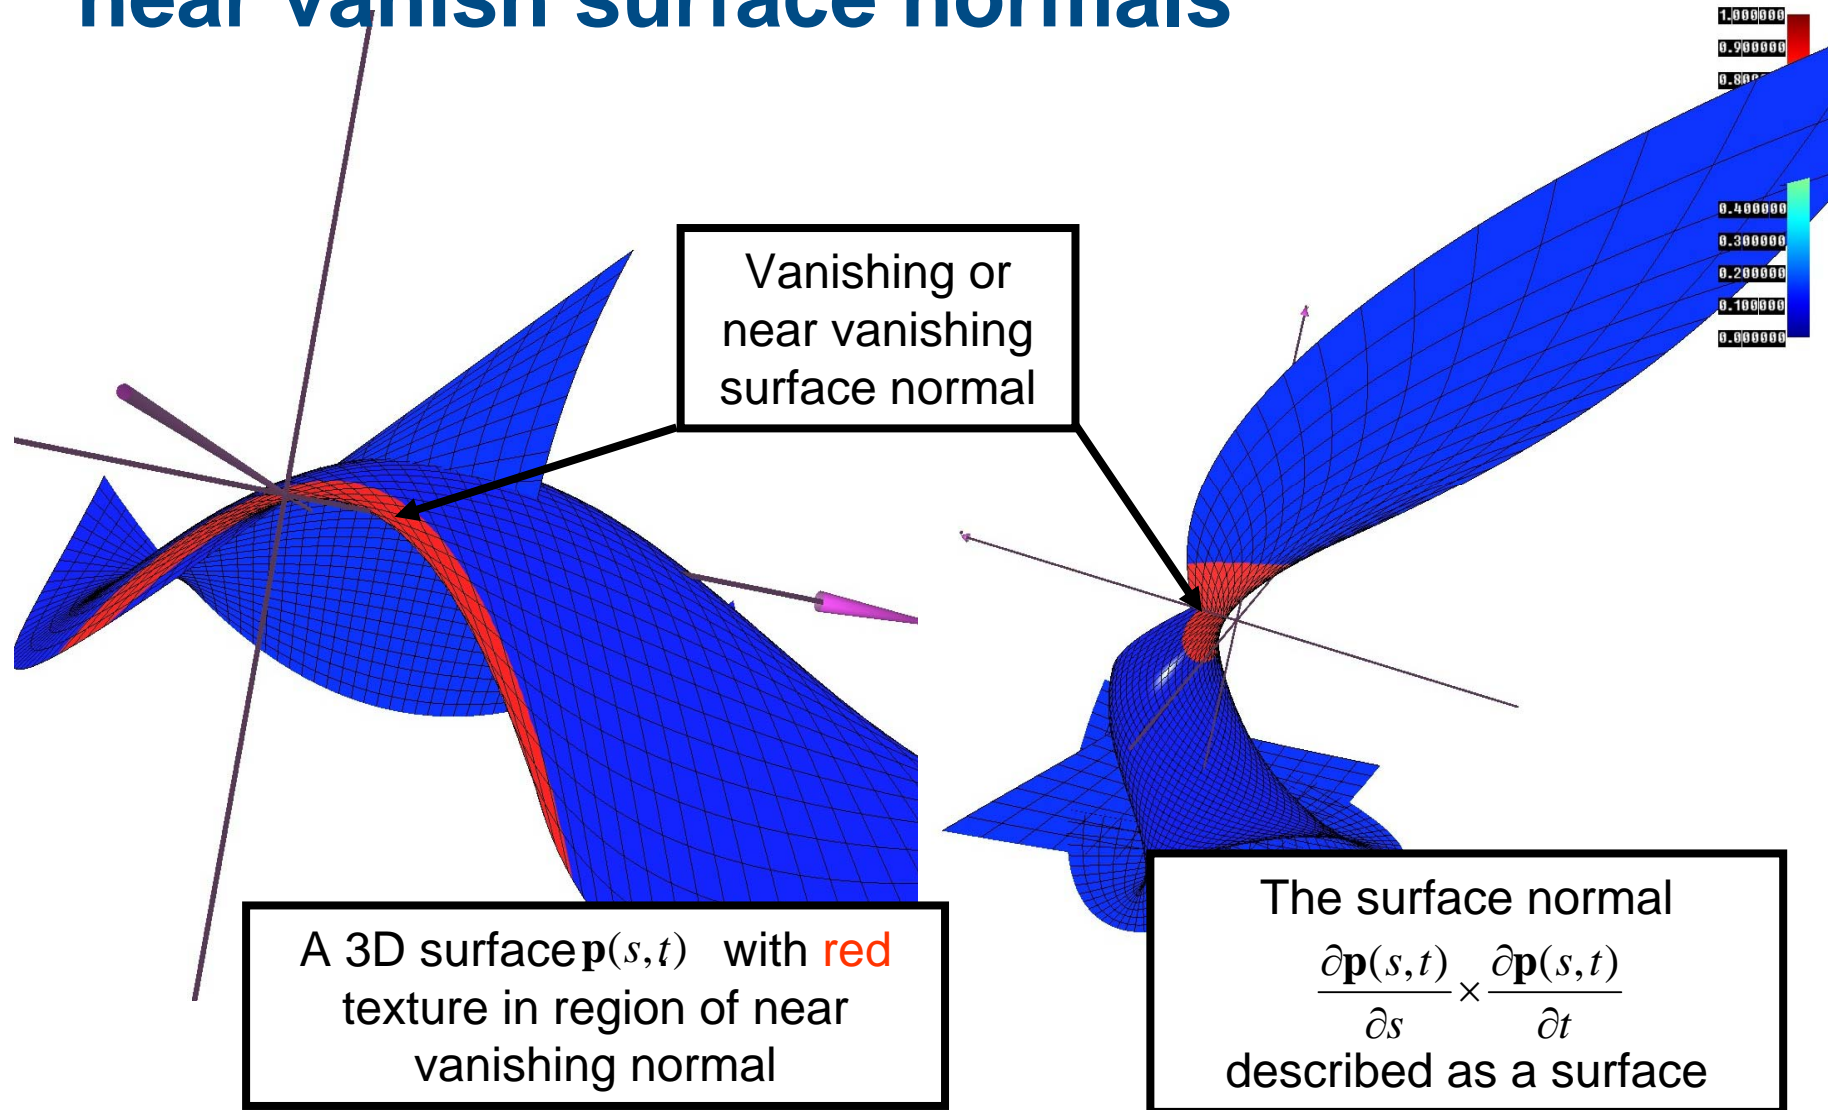 near vanish surface normals
1.000000
0.900000
0.400000
0.300000
0.200000
0.100000
0.000000
Vanishing or
near vanishing
surface normal
A 3D surface p(s,t) with red
texture in region of near
vanishing normal
The surface normal
∂p(s,t)/∂s × ∂p(s,t)/∂t
described as a surface